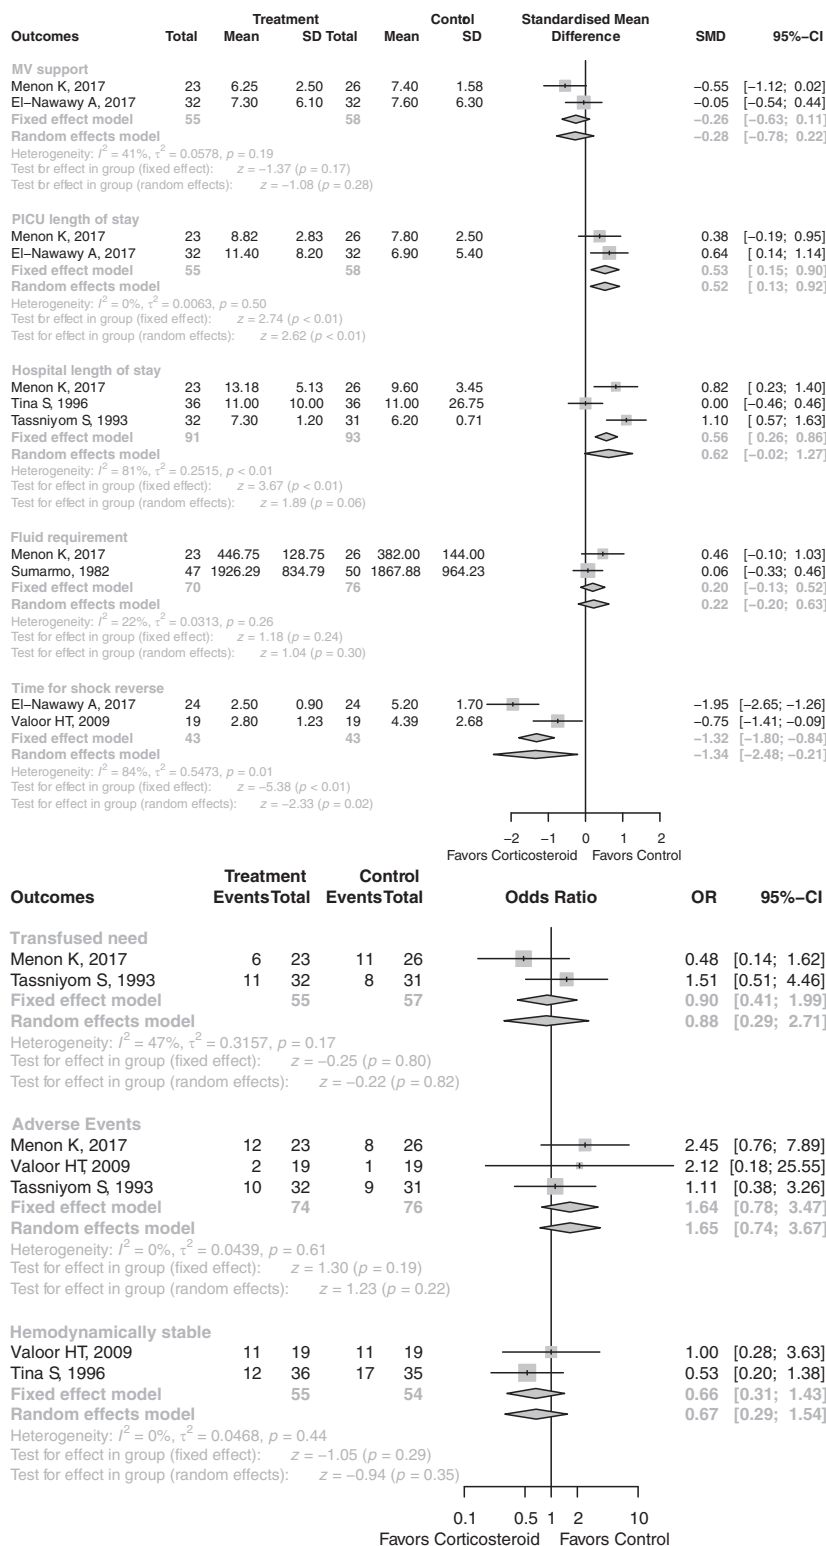 Treatment Contol Standardised Mean
Outcomes Total Mean SD Total Mean SD Difference SMD 95%−CI
MV support
Menon K, 2017 23 6.25 2.50 26 7.40 1.58 −0.55 [−1.12; 0.02]
El−Nawawy A, 2017 32 7.30 6.10 32 7.60 6.30 −0.05 [−0.54; 0.44]
Fixed effect model 55 58 −0.26 [−0.63; 0.11]
Random effects model −0.28 [−0.78; 0.22]
Heterogeneity: I² = 41%, τ² = 0.0578, p = 0.19
Test for effect in group (fixed effect): z = −1.37 (p = 0.17)
Test for effect in group (random effects): z = −1.08 (p = 0.28)
PICU length of stay
Menon K, 2017 23 8.82 2.83 26 7.80 2.50 0.38 [−0.19; 0.95]
El−Nawawy A, 2017 32 11.40 8.20 32 6.90 5.40 0.64 [ 0.14; 1.14]
Fixed effect model 55 58 0.53 [ 0.15; 0.90]
Random effects model 0.52 [ 0.13; 0.92]
Heterogeneity: I² = 0%, τ² = 0.0063, p = 0.50
Test for effect in group (fixed effect): z = 2.74 (p < 0.01)
Test for effect in group (random effects): z = 2.62 (p < 0.01)
Hospital length of stay
Menon K, 2017 23 13.18 5.13 26 9.60 3.45 0.82 [ 0.23; 1.40]
Tina S, 1996 36 11.00 10.00 36 11.00 26.75 0.00 [−0.46; 0.46]
Tassniyom S, 1993 32 7.30 1.20 31 6.20 0.71 1.10 [ 0.57; 1.63]
Fixed effect model 91 93 0.56 [ 0.26; 0.86]
Random effects model 0.62 [−0.02; 1.27]
Heterogeneity: I² = 81%, τ² = 0.2515, p < 0.01
Test for effect in group (fixed effect): z = 3.67 (p < 0.01)
Test for effect in group (random effects): z = 1.89 (p = 0.06)
Fluid requirement
Menon K, 2017 23 446.75 128.75 26 382.00 144.00 0.46 [−0.10; 1.03]
Sumarmo, 1982 47 1926.29 834.79 50 1867.88 964.23 0.06 [−0.33; 0.46]
Fixed effect model 70 76 0.20 [−0.13; 0.52]
Random effects model 0.22 [−0.20; 0.63]
Heterogeneity: I² = 22%, τ² = 0.0313, p = 0.26
Test for effect in group (fixed effect): z = 1.18 (p = 0.24)
Test for effect in group (random effects): z = 1.04 (p = 0.30)
Time for shock reverse
El−Nawawy A, 2017 24 2.50 0.90 24 5.20 1.70 −1.95 [−2.65; −1.26]
Valoor HT, 2009 19 2.80 1.23 19 4.39 2.68 −0.75 [−1.41; −0.09]
Fixed effect model 43 43 −1.32 [−1.80; −0.84]
Random effects model −1.34 [−2.48; −0.21]
Heterogeneity: I² = 84%, τ² = 0.5473, p = 0.01
Test for effect in group (fixed effect): z = −5.38 (p < 0.01)
Test for effect in group (random effects): z = −2.33 (p = 0.02)
−2 −1 0 1 2
Favors Corticosteroid Favors Control
Treatment Control
Outcomes Events Total Events Total Odds Ratio OR 95%−CI
Transfused need
Menon K, 2017 6 23 11 26 0.48 [0.14; 1.62]
Tassniyom S, 1993 11 32 8 31 1.51 [0.51; 4.46]
Fixed effect model 55 57 0.90 [0.41; 1.99]
Random effects model 0.88 [0.29; 2.71]
Heterogeneity: I² = 47%, τ² = 0.3157, p = 0.17
Test for effect in group (fixed effect): z = −0.25 (p = 0.80)
Test for effect in group (random effects): z = −0.22 (p = 0.82)
Adverse Events
Menon K, 2017 12 23 8 26 2.45 [0.76; 7.89]
Valoor HT, 2009 2 19 1 19 2.12 [0.18; 25.55]
Tassniyom S, 1993 10 32 9 31 1.11 [0.38; 3.26]
Fixed effect model 74 76 1.64 [0.78; 3.47]
Random effects model 1.65 [0.74; 3.67]
Heterogeneity: I² = 0%, τ² = 0.0439, p = 0.61
Test for effect in group (fixed effect): z = 1.30 (p = 0.19)
Test for effect in group (random effects): z = 1.23 (p = 0.22)
Hemodynamically stable
Valoor HT, 2009 11 19 11 19 1.00 [0.28; 3.63]
Tina S, 1996 12 36 17 35 0.53 [0.20; 1.38]
Fixed effect model 55 54 0.66 [0.31; 1.43]
Random effects model 0.67 [0.29; 1.54]
Heterogeneity: I² = 0%, τ² = 0.0468, p = 0.44
Test for effect in group (fixed effect): z = −1.05 (p = 0.29)
Test for effect in group (random effects): z = −0.94 (p = 0.35)
0.1 0.5 1 2 10
Favors Corticosteroid Favors Control